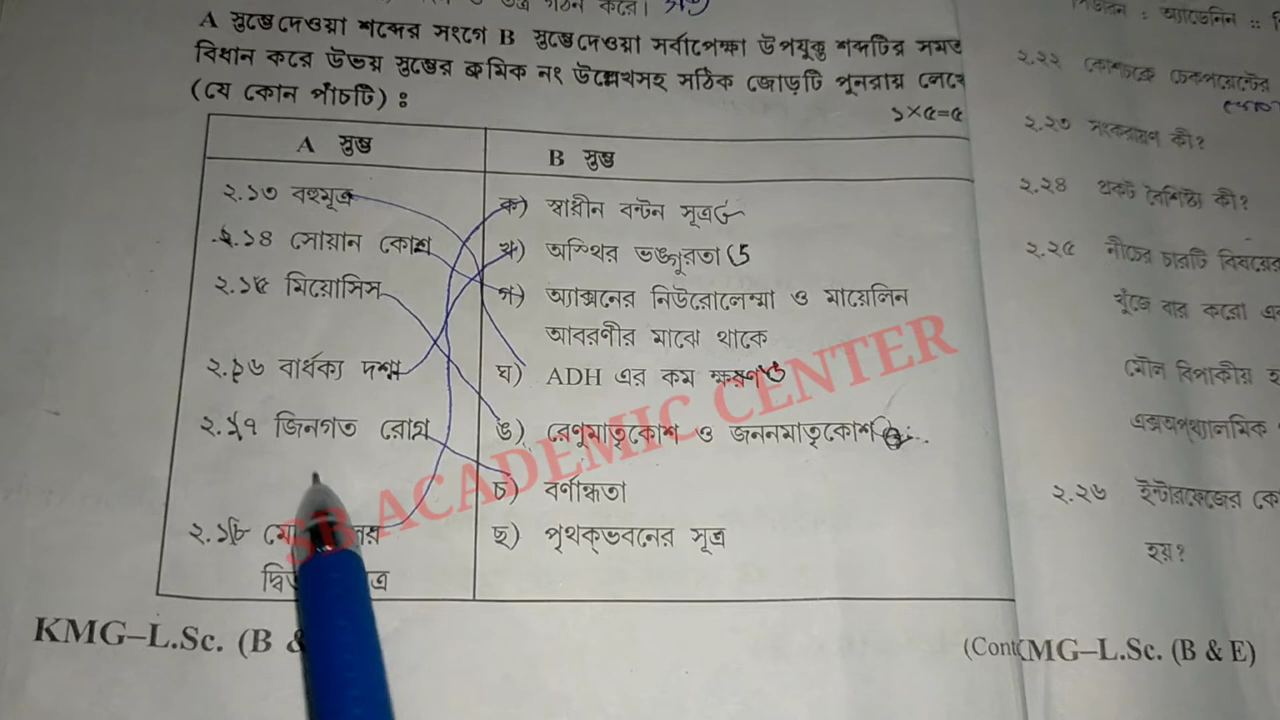 A স্তম্ভে দেওয়া শব্দের সংগে B স্তম্ভে দেওয়া সর্বাপেক্ষা উপযুক্ত শব্দটির সমতা
বিধান করে উভয় স্তম্ভের ক্রমিক নং উল্লেখসহ সঠিক জোড়টি পুনরায় লেখো
(যে কোন পাঁচটি) :
১×৫=৫
A স্তম্ভ
B স্তম্ভ
২.১৩ বহুমূত্র
ক) স্বাধীন বন্টন সূত্র
২.১৪ সোয়ান কোশ
খ) অস্থির ভঙ্গুরতা
২.১৫ মিয়োসিস
গ) অ্যাক্সনের নিউরোলেম্মা ও মায়েলিন
আবরণীর মাঝে থাকে
২.১৬ বার্ধক্য দশা
ঘ) ADH এর কম ক্ষরণ
২.১৭ জিনগত রোগ
ঙ) রেণুমাতৃকোশ ও জননমাতৃকোশ
চ) বর্ণান্ধতা
২.১৮
ছ) পৃথক্‌ভবনের সূত্র
SB ACADEMIC CENTER
KMG–L.Sc. (B &
(Cont
KMG–L.Sc. (B & E)
: অ্যাডেনিন ::
২.২২ কোশচক্রে চেকপয়েন্টের
২.২৩ সংকরায়ণ কী?
২.২৪ প্রকট বৈশিষ্ট্য কী?
২.২৫ নীচের চারটি বিষয়ের
খুঁজে বার করো
যৌন বিপাকীয়
২.২৬ ইন্টারফেজের
হয়?